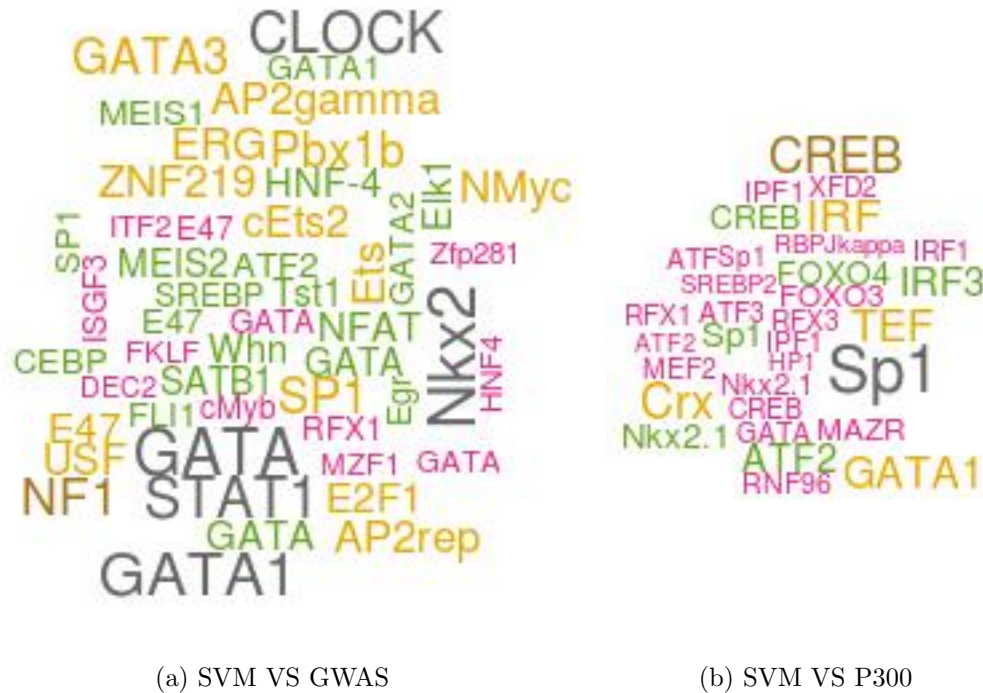 CLOCK
GATA3
GATA1
AP2gamma
MEIS1
ERG Pbx1b
ZNF219 HNF-4
Elk1
NMyc
ITF2 E47 cEts2
GATA2
SP1
MEIS2 ATF2
Ets
Zfp281
ISGF3
SREBP Tst1
E47 GATA NFAT
Nkx2
HNF4
CEBP FKLF Whn GATA
DEC2 SATB1 SP1
Egr
FLI1 cMyb
E47 RFX1
USF GATA MZF1 GATA
NF1 STAT1 E2F1
GATA AP2rep
GATA1
(a) SVM VS GWAS
CREB
IPF1 XFD2
CREB IRF
RBPJkappa IRF1
ATF Sp1
SREBP2 FOXO4 IRF3
FOXO3
RFX1 ATF3 RFX3 TEF
ATF2 Sp1 IPF1
MEF2 HP1 Sp1
Nkx2.1
Crx CREB
Nkx2.1 GATA MAZR
ATF2 GATA1
RNF96
(b) SVM VS P300